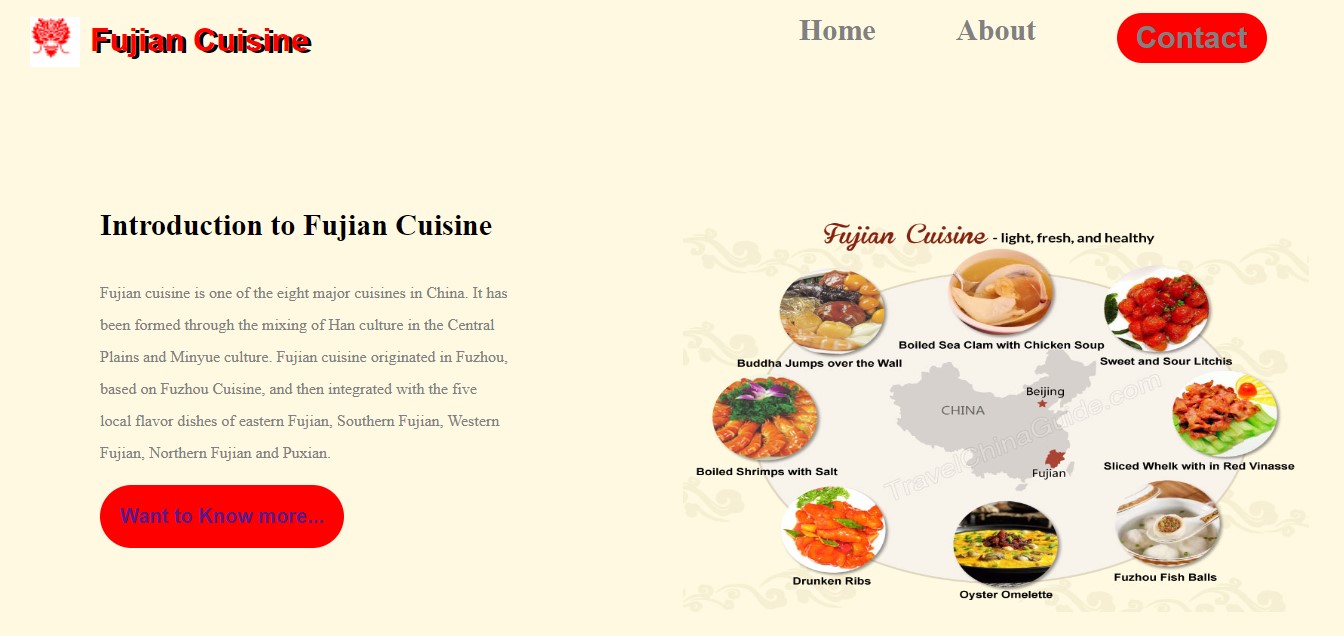 Fujian Cuisine
Home
About
Contact
Introduction to Fujian Cuisine
Fujian cuisine is one of the eight major cuisines in China. It has
been formed through the mixing of Han culture in the Central
Plains and Minyue culture. Fujian cuisine originated in Fuzhou,
based on Fuzhou Cuisine, and then integrated with the five
local flavor dishes of eastern Fujian, Southern Fujian, Western
Fujian, Northern Fujian and Puxian.
Want to Know more...
Fujian Cuisine - light, fresh, and healthy
Buddha Jumps over the Wall
Boiled Sea Clam with Chicken Soup
Sweet and Sour Litchis
Beijing
CHINA
TravelChinaGuide.com
Boiled Shrimps with Salt
Fujian
Sliced Whelk with in Red Vinasse
Drunken Ribs
Oyster Omelette
Fuzhou Fish Balls